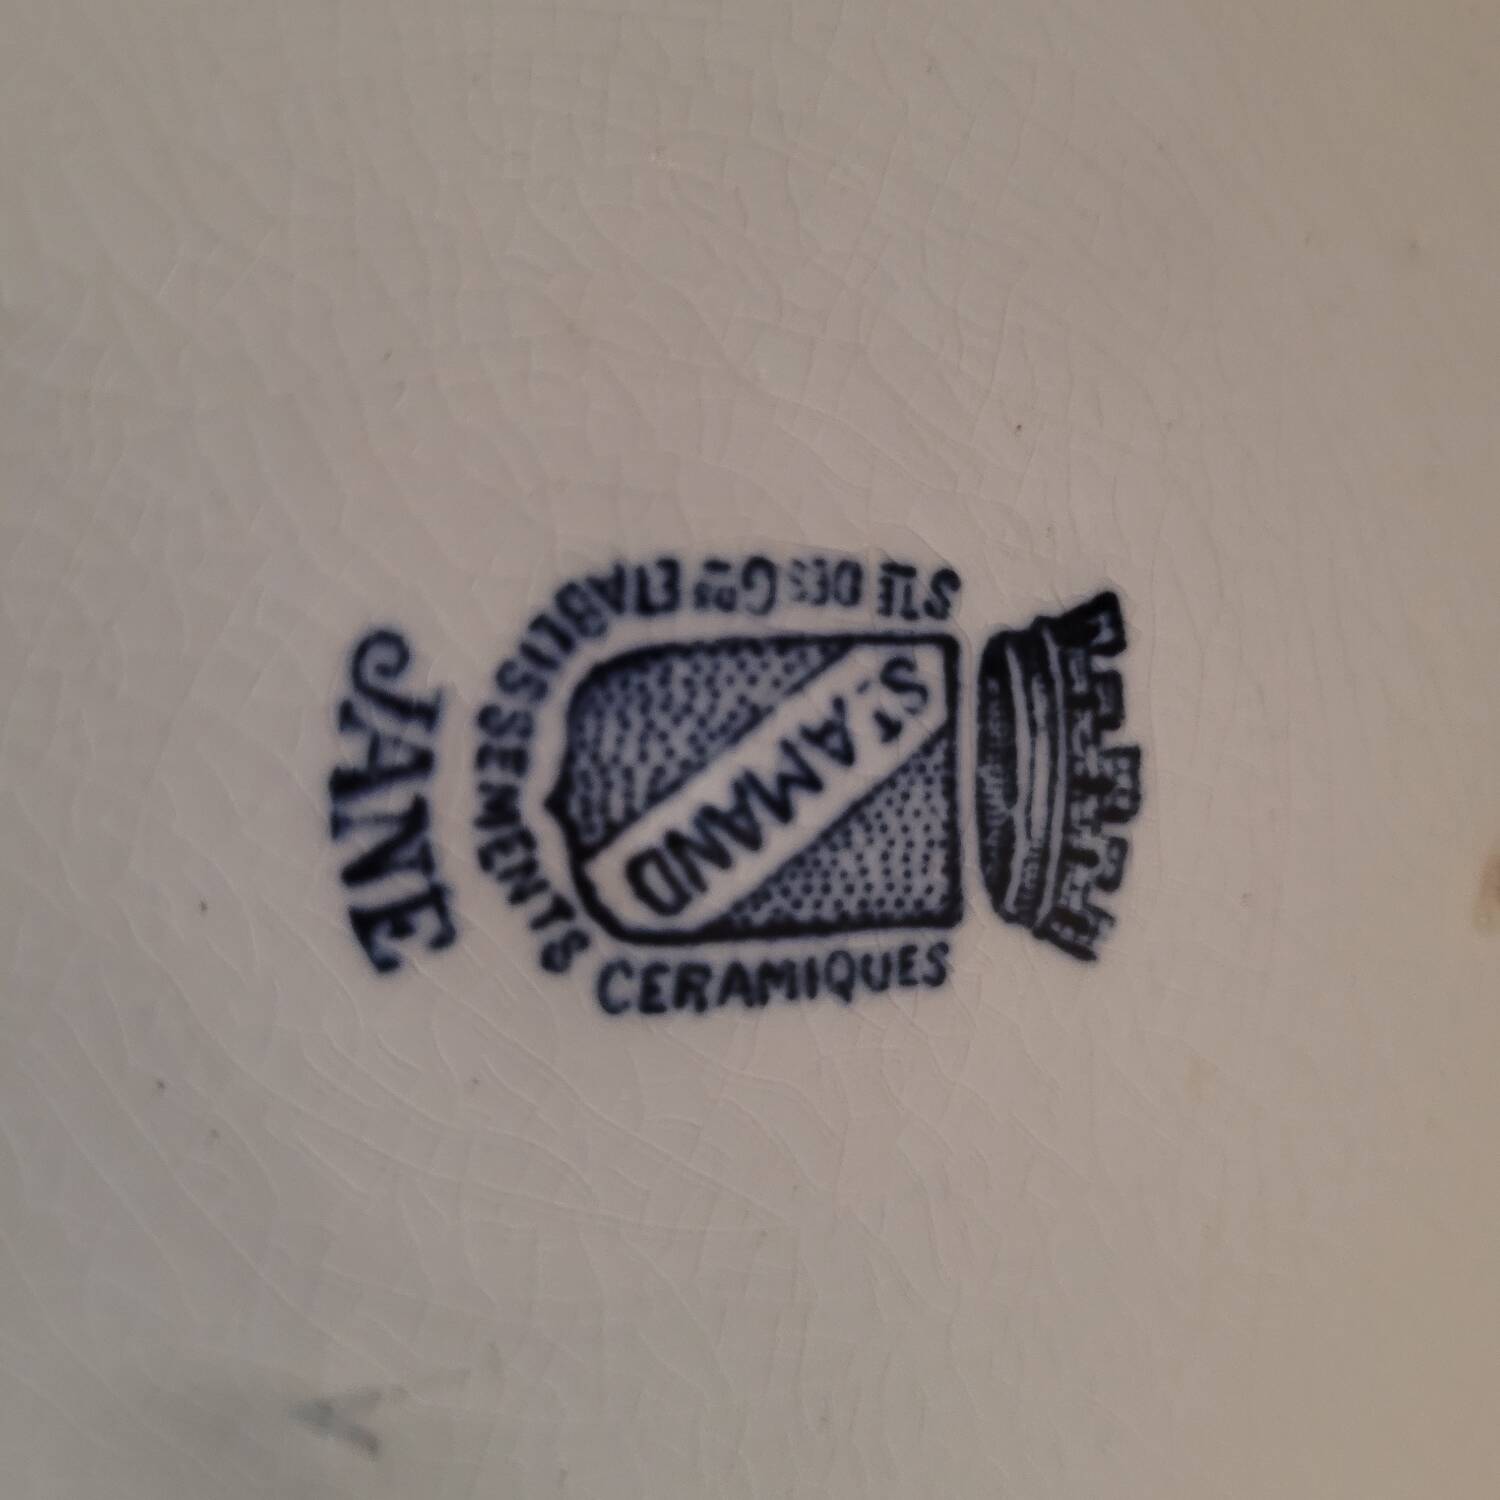 STE DES GDS ETABLISSEMENTS CERAMIQUES
ST AMAND
JANE